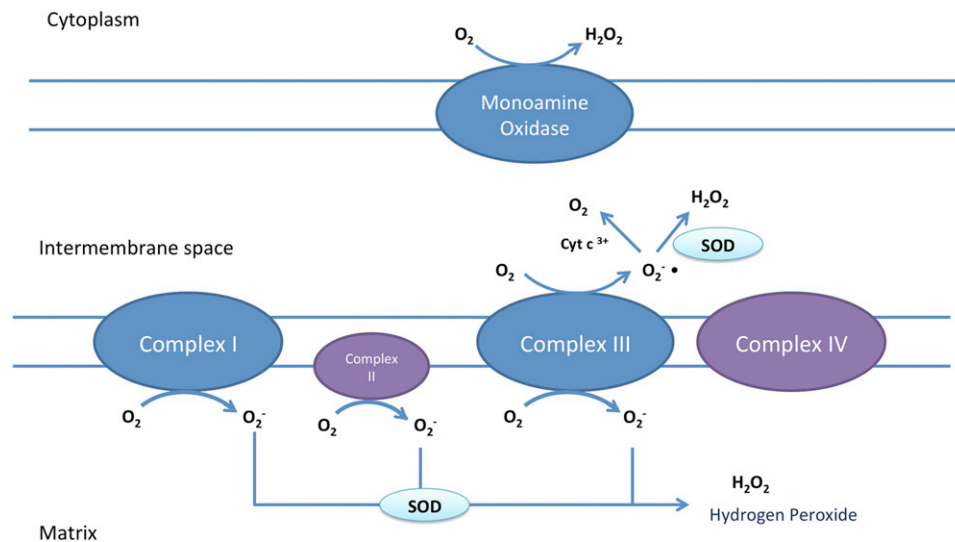 Cytoplasm
O₂
H₂O₂
Monoamine
Oxidase
O₂
H₂O₂
Intermembrane space
Cyt c ³⁺
SOD
O₂
O₂⁻ •
Complex I
Complex
II
Complex III
Complex IV
O₂
O₂⁻
O₂
O₂⁻
O₂
O₂⁻
SOD
H₂O₂
Hydrogen Peroxide
Matrix